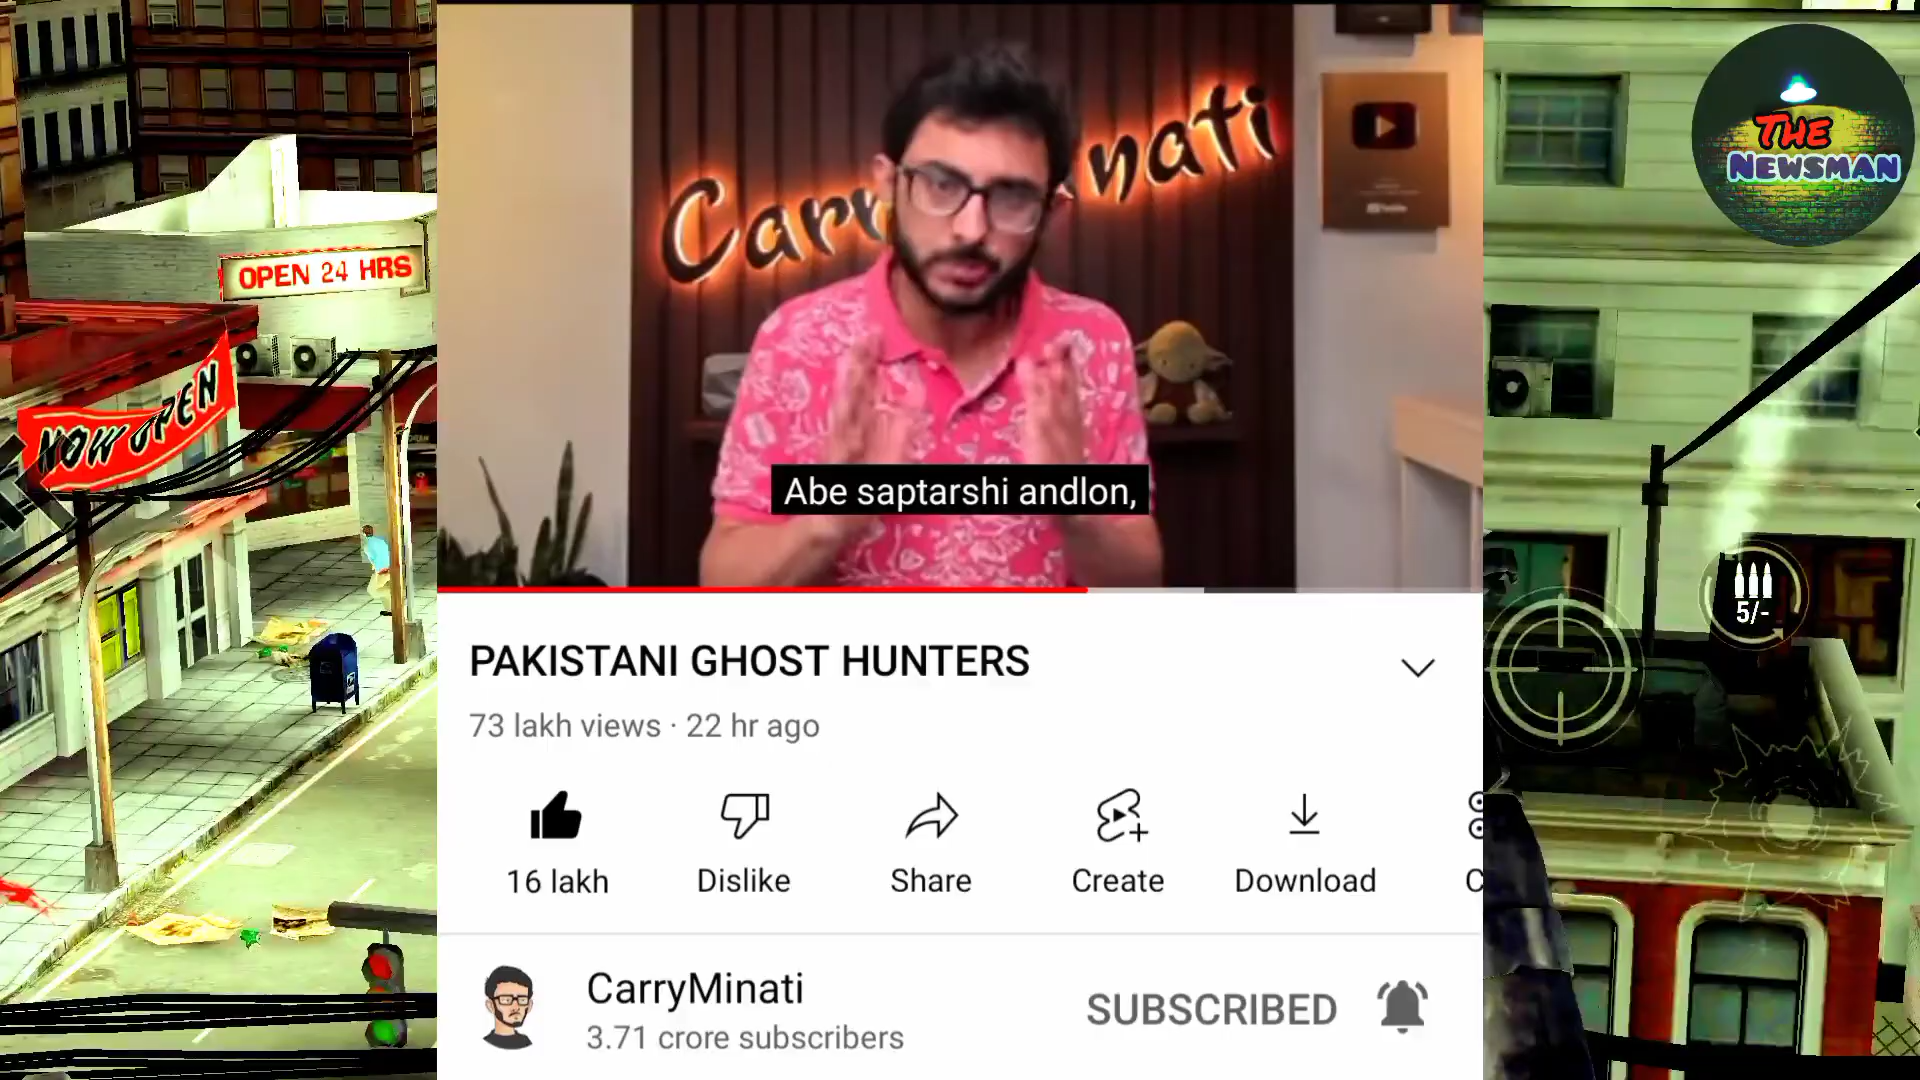 OPEN 24 HRS
NOW OPEN
CarryMinati
THE
NEWSMAN
Abe saptarshi andlon,
5/-
PAKISTANI GHOST HUNTERS
73 lakh views · 22 hr ago
16 lakh
Dislike
Share
Create
Download
C
CarryMinati
3.71 crore subscribers
SUBSCRIBED